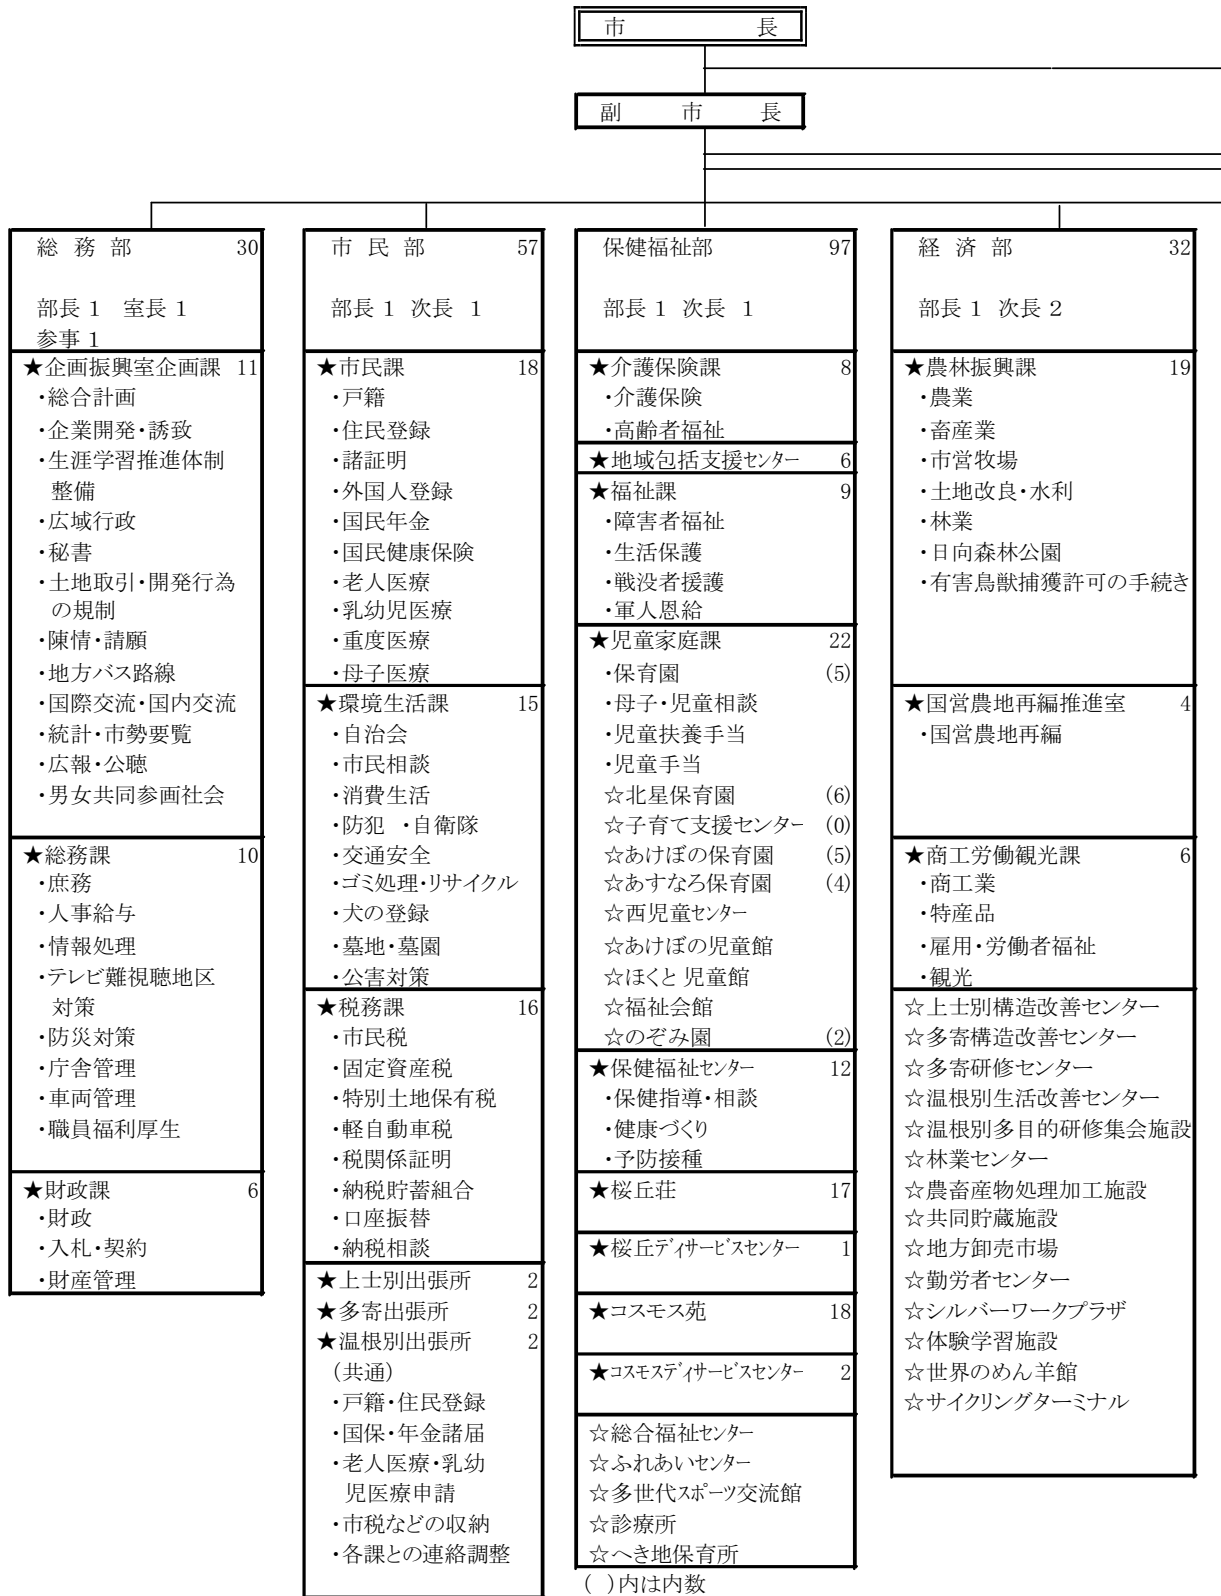 市　　　　長
副　　市　　長
総 務 部 30
部長 1　室長 1
参事 1
★企画振興室企画課 11
・総合計画
・企業開発・誘致
・生涯学習推進体制
整備
・広域行政
・秘書
・土地取引・開発行為
の規制
・陳情・請願
・地方バス路線
・国際交流・国内交流
・統計・市勢要覧
・広報・公聴
・男女共同参画社会
★総務課 10
・庶務
・人事給与
・情報処理
・テレビ難視聴地区
対策
・防災対策
・庁舎管理
・車両管理
・職員福利厚生
★財政課 6
・財政
・入札・契約
・財産管理
市 民 部 57
部長 1 次長 1
★市民課 18
・戸籍
・住民登録
・諸証明
・外国人登録
・国民年金
・国民健康保険
・老人医療
・乳幼児医療
・重度医療
・母子医療
★環境生活課 15
・自治会
・市民相談
・消費生活
・防犯 ・自衛隊
・交通安全
・ゴミ処理・リサイクル
・犬の登録
・墓地・墓園
・公害対策
★税務課 16
・市民税
・固定資産税
・特別土地保有税
・軽自動車税
・税関係証明
・納税貯蓄組合
・口座振替
・納税相談
★上士別出張所 2
★多寄出張所 2
★温根別出張所 2
(共通)
・戸籍・住民登録
・国保・年金諸届
・老人医療・乳幼
児医療申請
・市税などの収納
・各課との連絡調整
保健福祉部 97
部長 1 次長 1
★介護保険課 8
・介護保険
・高齢者福祉
★地域包括支援センター 6
★福祉課 9
・障害者福祉
・生活保護
・戦没者援護
・軍人恩給
★児童家庭課 22
・保育園 (5)
・母子・児童相談
・児童扶養手当
・児童手当
☆北星保育園 (6)
☆子育て支援センター (0)
☆あけぼの保育園 (5)
☆あすなろ保育園 (4)
☆西児童センター
☆あけぼの児童館
☆ほくと児童館
☆福祉会館
☆のぞみ園 (2)
★保健福祉センター 12
・保健指導・相談
・健康づくり
・予防接種
★桜丘荘 17
★桜丘デイサービスセンター 1
★コスモス苑 18
★コスモスデイサービスセンター 2
☆総合福祉センター
☆ふれあいセンター
☆多世代スポーツ交流館
☆診療所
☆へき地保育所
( )内は内数
経 済 部 32
部長 1 次長 2
★農林振興課 19
・農業
・畜産業
・市営牧場
・土地改良・水利
・林業
・日向森林公園
・有害鳥獣捕獲許可の手続き
★国営農地再編推進室 4
・国営農地再編
★商工労働観光課 6
・商工業
・特産品
・雇用・労働者福祉
・観光
☆上士別構造改善センター
☆多寄構造改善センター
☆多寄研修センター
☆温根別生活改善センター
☆温根別多目的研修集会施設
☆林業センター
☆農畜産物処理加工施設
☆共同貯蔵施設
☆地方卸売市場
☆勤労者センター
☆シルバーワークプラザ
☆体験学習施設
☆世界のめん羊館
☆サイクリングターミナル